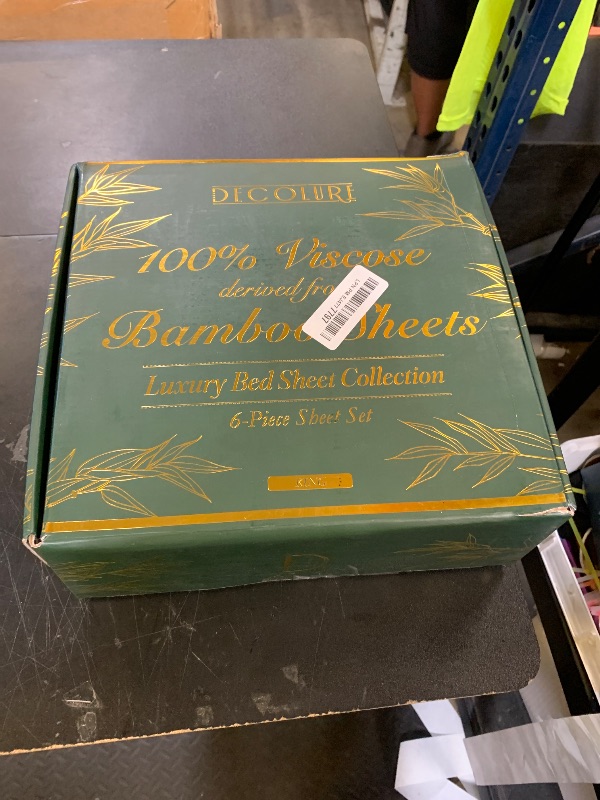 DECOLURE
100% Viscose
derived fro
Bamboo Sheets
Luxury Bed Sheet Collection
6-Piece Sheet Set